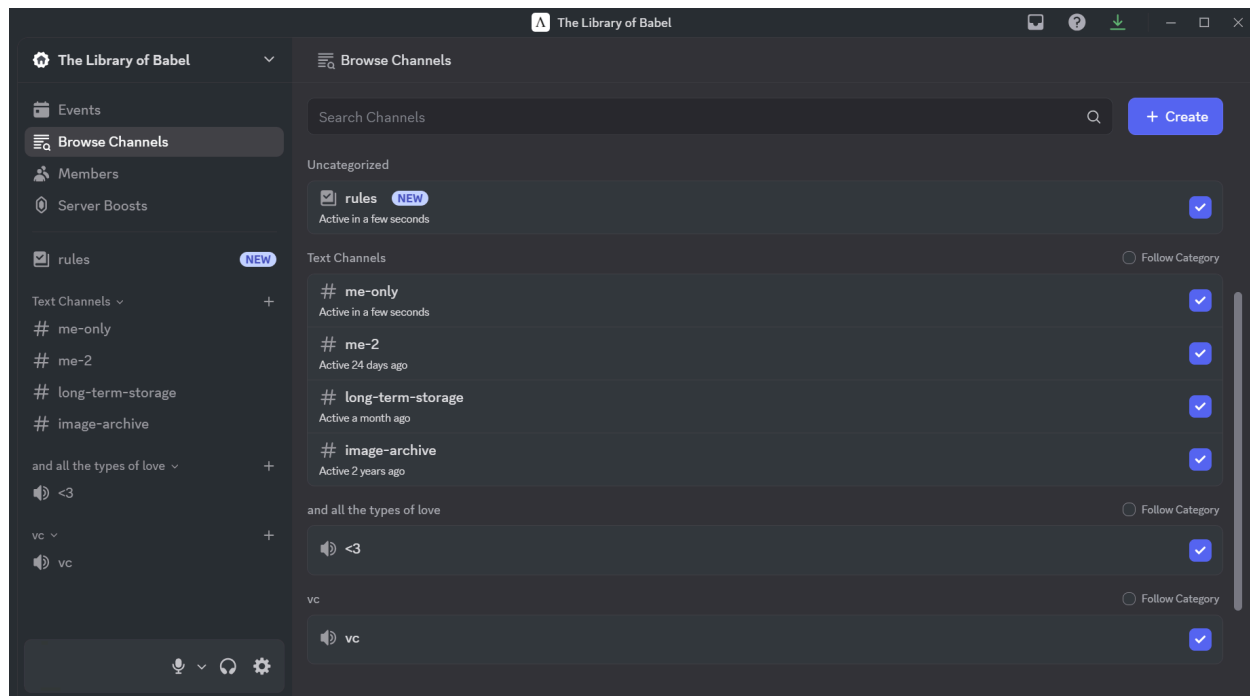 The Library of Babel
The Library of Babel
Events
Browse Channels
Members
Server Boosts
rules NEW
Text Channels
# me-only
# me-2
# long-term-storage
# image-archive
and all the types of love
<3
vc
vc
Browse Channels
Search Channels
+ Create
Uncategorized
rules NEW
Active in a few seconds
Text Channels Follow Category
# me-only
Active in a few seconds
# me-2
Active 24 days ago
# long-term-storage
Active a month ago
# image-archive
Active 2 years ago
and all the types of love Follow Category
<3
vc Follow Category
vc